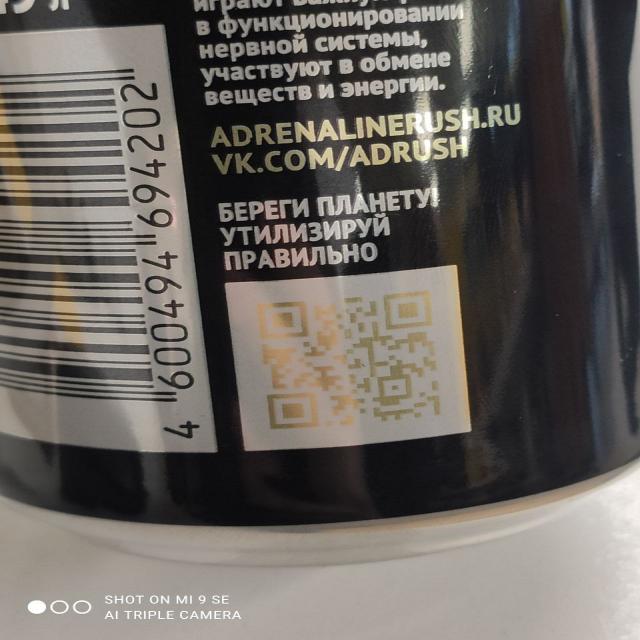 в функционировании
нервной системы,
участвуют в обмене
веществ и энергии.
ADRENALINERUSH.RU
VK.COM/ADRUSH
БЕРЕГИ ПЛАНЕТУ!
УТИЛИЗИРУЙ
ПРАВИЛЬНО
4 600494 694202
SHOT ON MI 9 SE
AI TRIPLE CAMERA